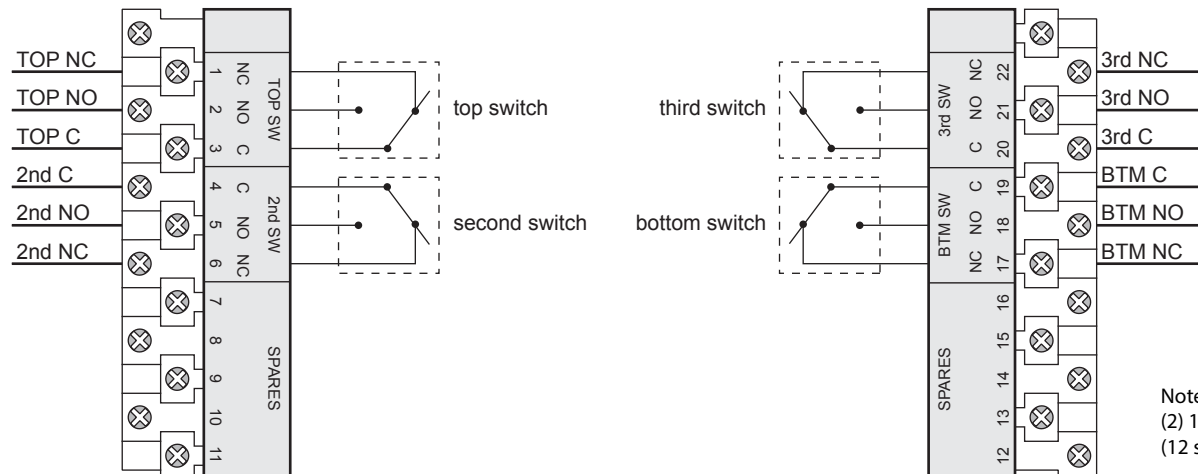 TOP NC
TOP NO
TOP C
2nd C
2nd NO
2nd NC
1 NC
2 NO
3 C
TOP SW
4 C
5 NO
6 NC
2nd SW
7
8
9
10
11
SPARES
top switch
second switch
third switch
bottom switch
3rd SW
NC 22
NO 21
C 20
BTM SW
C 19
NO 18
NC 17
SPARES
16
15
14
13
12
3rd NC
3rd NO
3rd C
BTM C
BTM NO
BTM NC
Note
(2) 1
(12 s